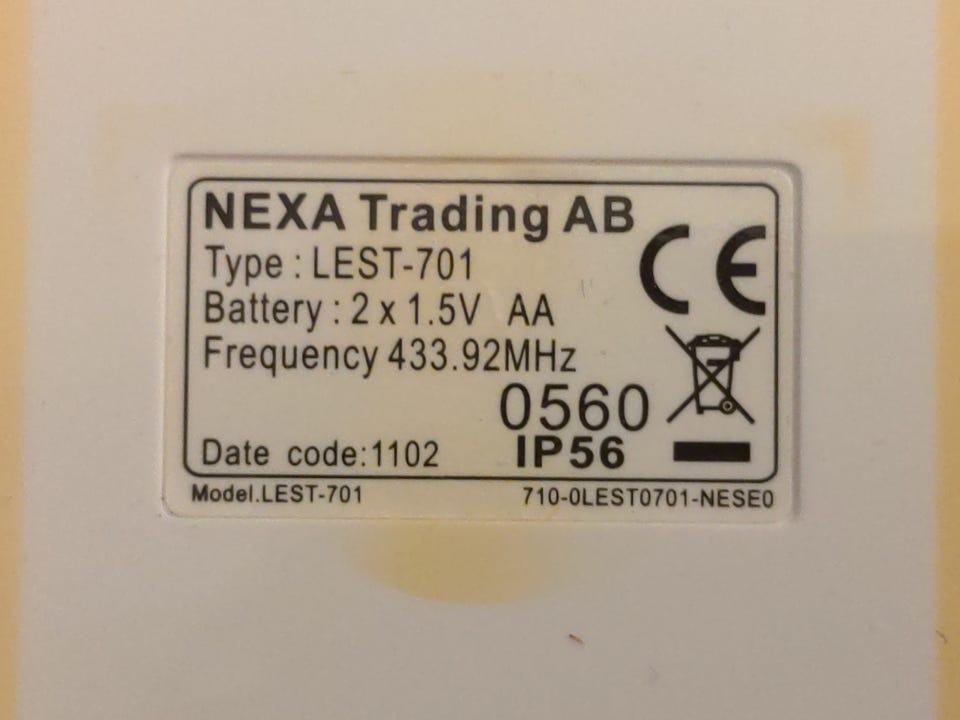 NEXA Trading AB
Type : LEST-701
Battery : 2 x 1.5V AA
Frequency 433.92MHz
CE
0560
Date code:1102 IP56
Model.LEST-701 710-0LEST0701-NESE0